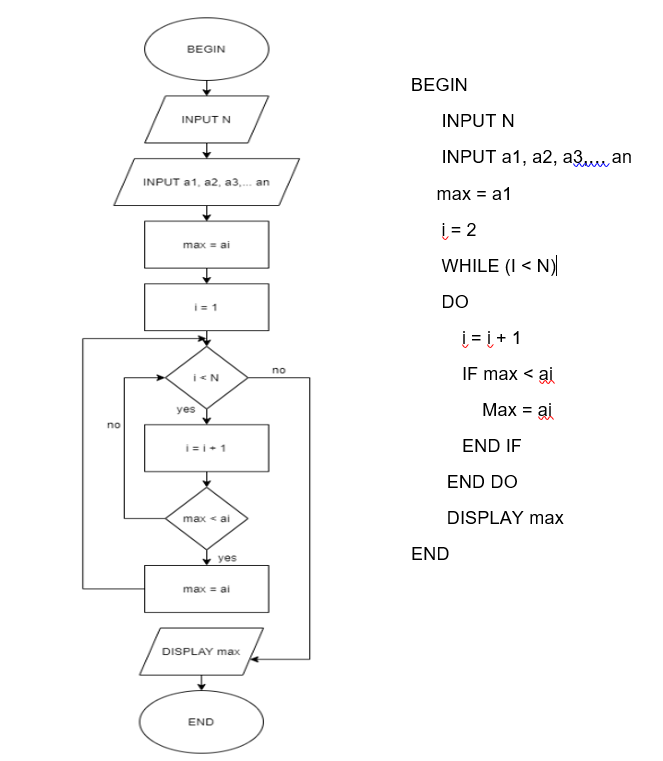 BEGIN
INPUT N
INPUT a1, a2, a3,... an
max = ai
i = 1
i < N
no
yes
no
i = i + 1
max < ai
yes
max = ai
DISPLAY max
END
BEGIN
INPUT N
INPUT a1, a2, a3,.... an
max = a1
i = 2
WHILE (I < N)
DO
i = i + 1
IF max < ai
Max = ai
END IF
END DO
DISPLAY max
END